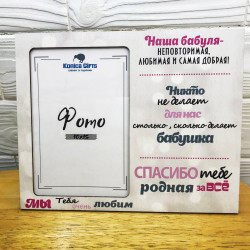 Konica Gifts
Фото
Наша бабуля-
НЕПОВТОРИМАЯ,
ЛЮБИМАЯ И САМАЯ ДОБРАЯ!
Никто
не делает
для нас
столько, сколько делает
бабушка
СПАСИБО тебе
родная за ВСЁ
МЫ Тебя очень любим